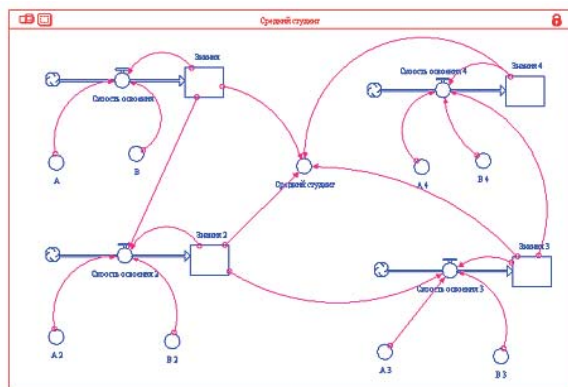 Средний студент
Знания
Скорость освоения
A
B
Знания 4
Скорость освоения 4
A 4
B 4
Средний студент
Знания 2
Скорость освоения 2
A 2
B 2
Знания 3
Скорость освоения 3
A 3
B 3